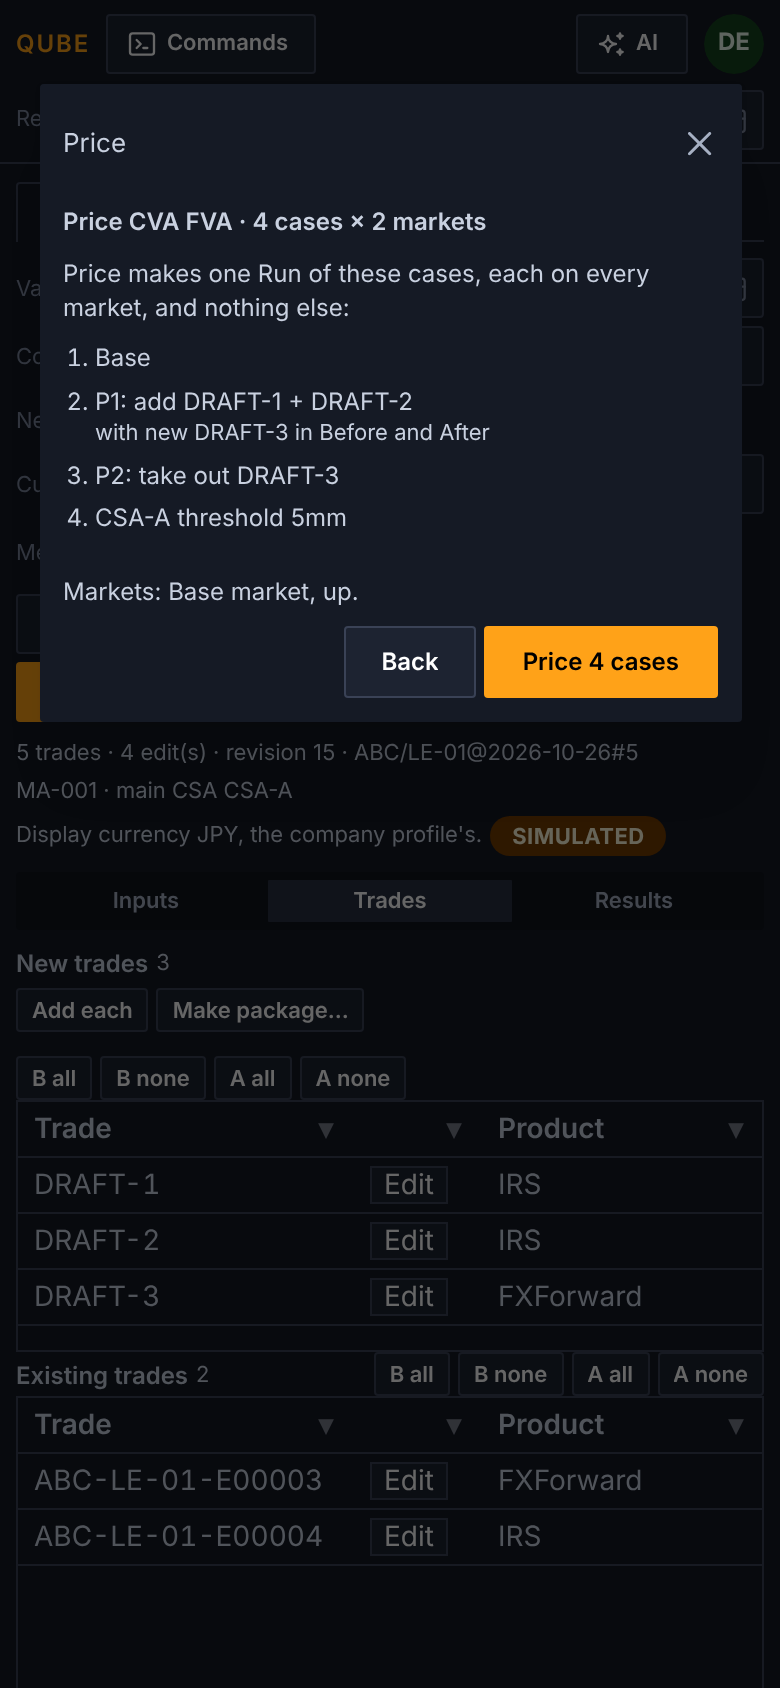 QUBE
Commands
AI
DE
Re
Price
Price CVA FVA · 4 cases × 2 markets
Price makes one Run of these cases, each on every
market, and nothing else:
1. Base
2. P1: add DRAFT-1 + DRAFT-2
with new DRAFT-3 in Before and After
3. P2: take out DRAFT-3
4. CSA-A threshold 5mm
Markets: Base market, up.
Back
Price 4 cases
Va
Co
Ne
Cu
Me
5 trades · 4 edit(s) · revision 15 · ABC/LE-01@2026-10-26#5
MA-001 · main CSA CSA-A
Display currency JPY, the company profile's. SIMULATED
Inputs Trades Results
New trades 3
Add each Make package...
B all B none A all A none
Trade ▼ ▼ Product ▼
DRAFT-1 Edit IRS
DRAFT-2 Edit IRS
DRAFT-3 Edit FXForward
Existing trades 2 B all B none A all A none
Trade ▼ ▼ Product ▼
ABC-LE-01-E00003 Edit FXForward
ABC-LE-01-E00004 Edit IRS